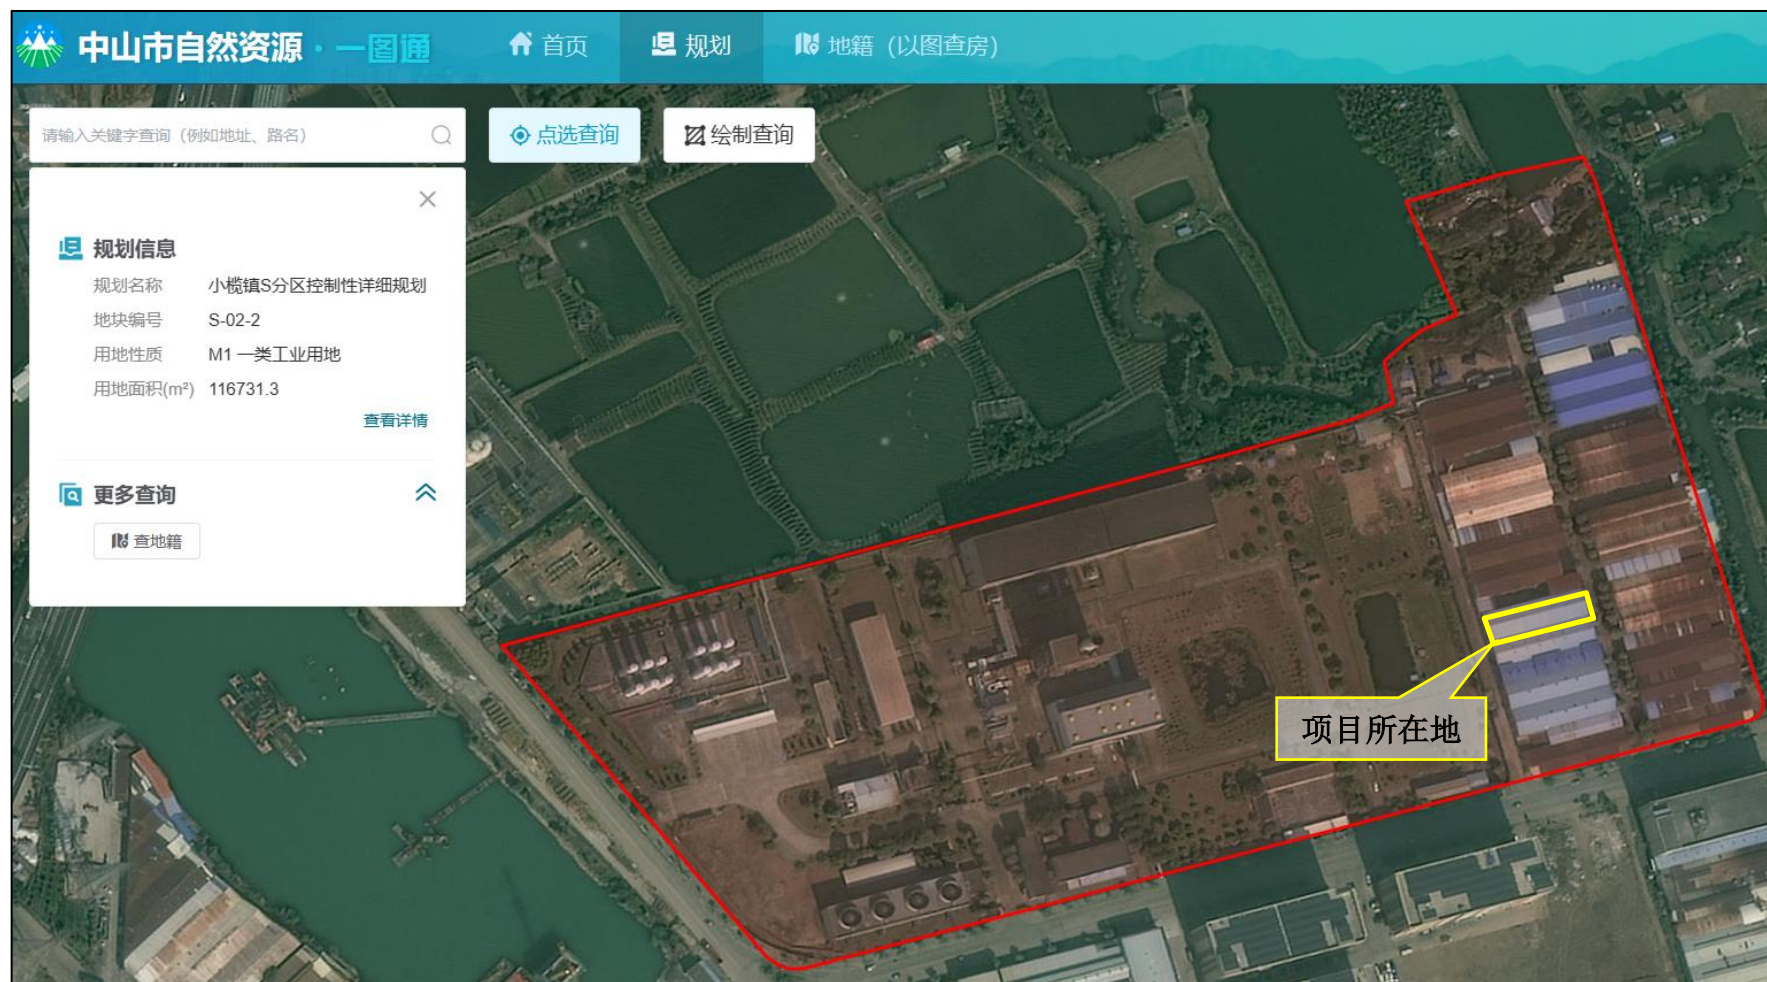 中山市自然资源·一图通
首页
规划
地籍（以图查房）
请输入关键字查询（例如地址、路名）
点选查询
绘制查询
规划信息
规划名称 小榄镇S分区控制性详细规划
地块编号 S-02-2
用地性质 M1 一类工业用地
用地面积(m²) 116731.3
查看详情
更多查询
查地籍
项目所在地